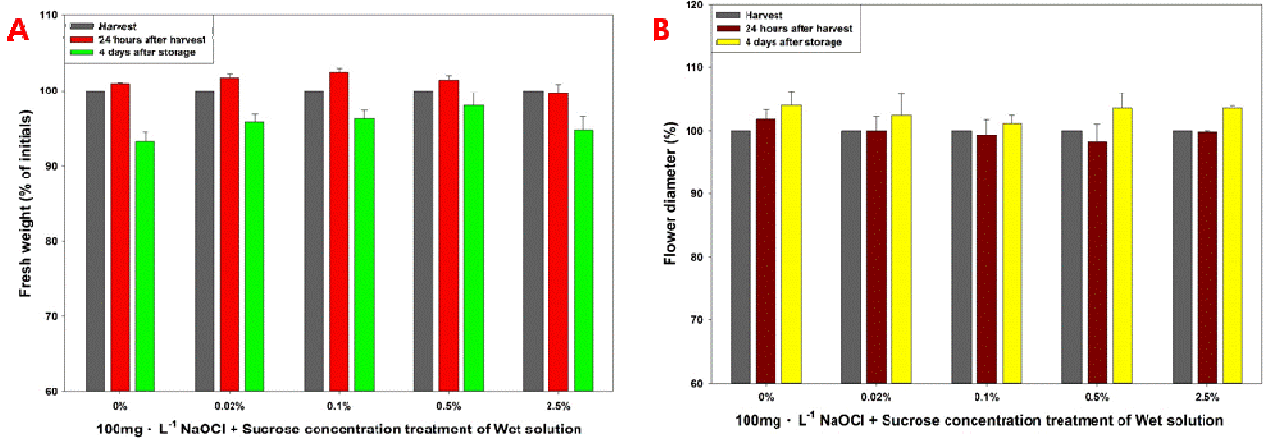 A
Fresh weight (% of initials)
110
100
90
80
70
60
Harvest
24 hours after harvest
4 days after storage
0% 0.02% 0.1% 0.5% 2.5%
100mg · L-1 NaOCl + Sucrose concentration treatment of Wet solution
B
Flower diameter (%)
120
110
100
90
80
70
60
Harvest
24 hours after harvest
4 days after storage
0% 0.02% 0.1% 0.5% 2.5%
100mg · L-1 NaOCl + Sucrose concentration treatment of Wet solution